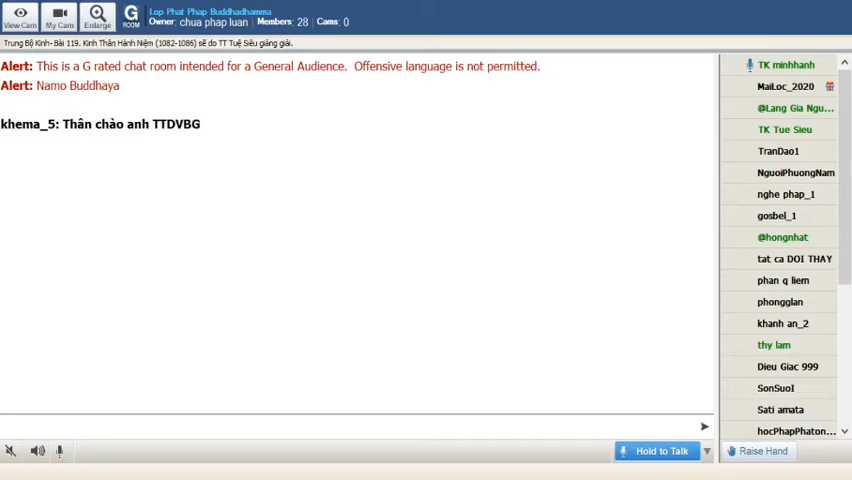 View Cam
My Cam
Enlarge
G
ROOM
Lop Phat Phap Buddhadhamma
Owner: chua phap luan
Members: 28
Cams: 0
Trung Bộ Kinh- Bài 119. Kinh Thân Hành Niệm (1082-1086) sẽ do TT Tuệ Siêu giảng giải.
Alert: This is a G rated chat room intended for a General Audience. Offensive language is not permitted.
Alert: Namo Buddhaya
khema_5: Thân chào anh TTDVBG
TK minhhanh
MaiLoc_2020
@Lang Gia Ngu...
TK Tue Sieu
TranDao1
NguoiPhuongNam
nghe phap_1
gosbel_1
@hongnhat
tat ca DOI THAY
phan q liem
phongglan
khanh an_2
thy lam
Dieu Giac 999
SonSuoI
Sati amata
hocPhapPhaton...
Hold to Talk
Raise Hand